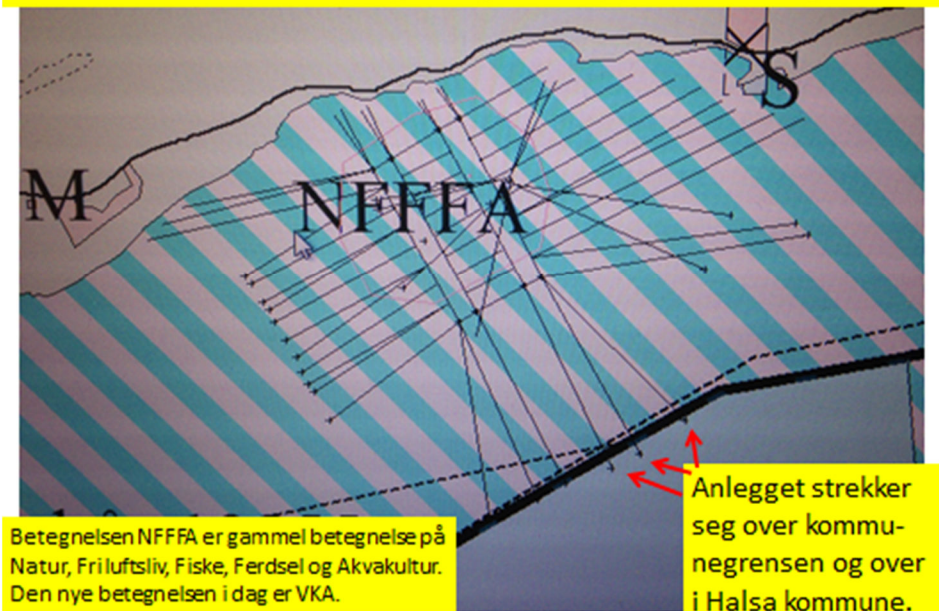 S
M
NFFFA
Betegnelsen NFFFA er gammel betegnelse på
Natur, Friluftsliv, Fiske, Ferdsel og Akvakultur.
Den nye betegnelsen i dag er VKA.
Anlegget strekker
seg over kommu-
negrensen og over
i Halsa kommune.